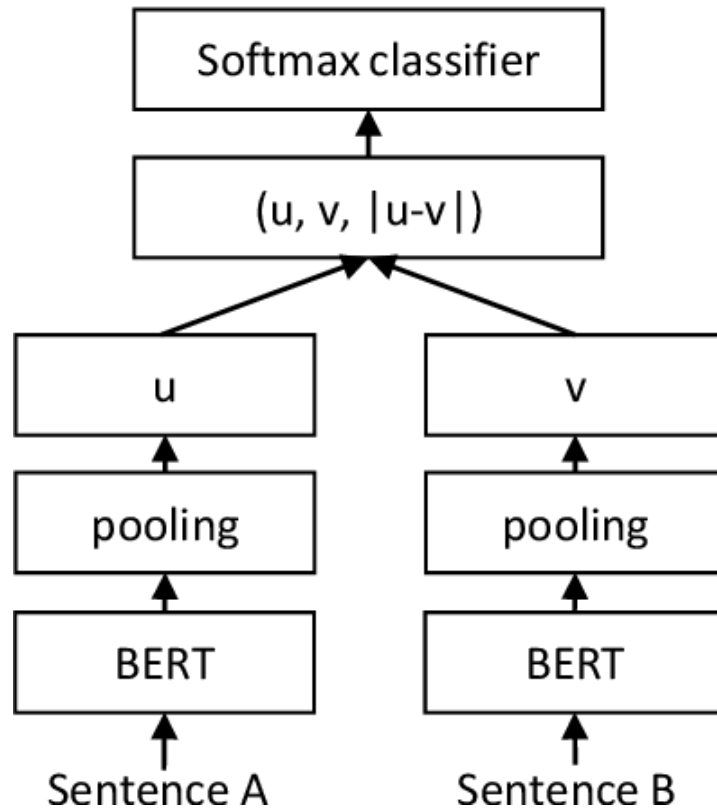 Softmax classifier
(u, v, |u-v|)
u
v
pooling
pooling
BERT
BERT
Sentence A
Sentence B